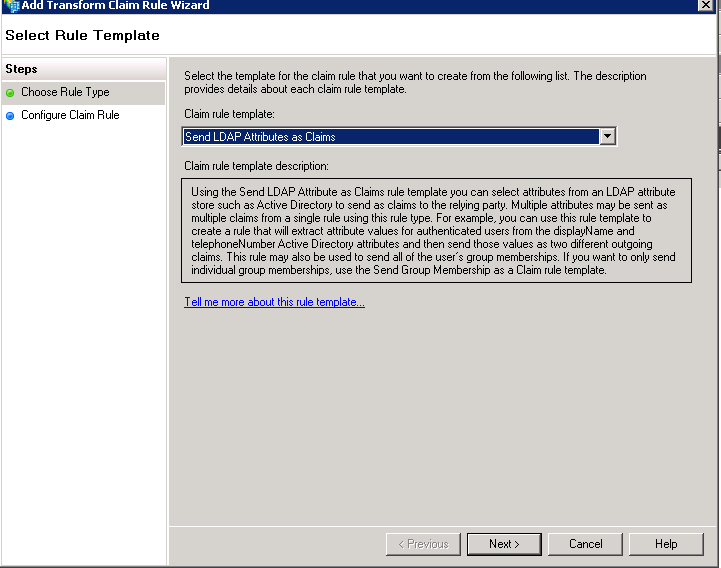 Add Transform Claim Rule Wizard
Select Rule Template
Steps
Choose Rule Type
Configure Claim Rule
Select the template for the claim rule that you want to create from the following list. The description
provides details about each claim rule template.
Claim rule template:
Send LDAP Attributes as Claims
Claim rule template description:
Using the Send LDAP Attribute as Claims rule template you can select attributes from an LDAP attribute
store such as Active Directory to send as claims to the relying party. Multiple attributes may be sent as
multiple claims from a single rule using this rule type. For example, you can use this rule template to
create a rule that will extract attribute values for authenticated users from the displayName and
telephoneNumber Active Directory attributes and then send those values as two different outgoing
claims. This rule may also be used to send all of the user's group memberships. If you want to only send
individual group memberships, use the Send Group Membership as a Claim rule template.
Tell me more about this rule template...
< Previous
Next >
Cancel
Help